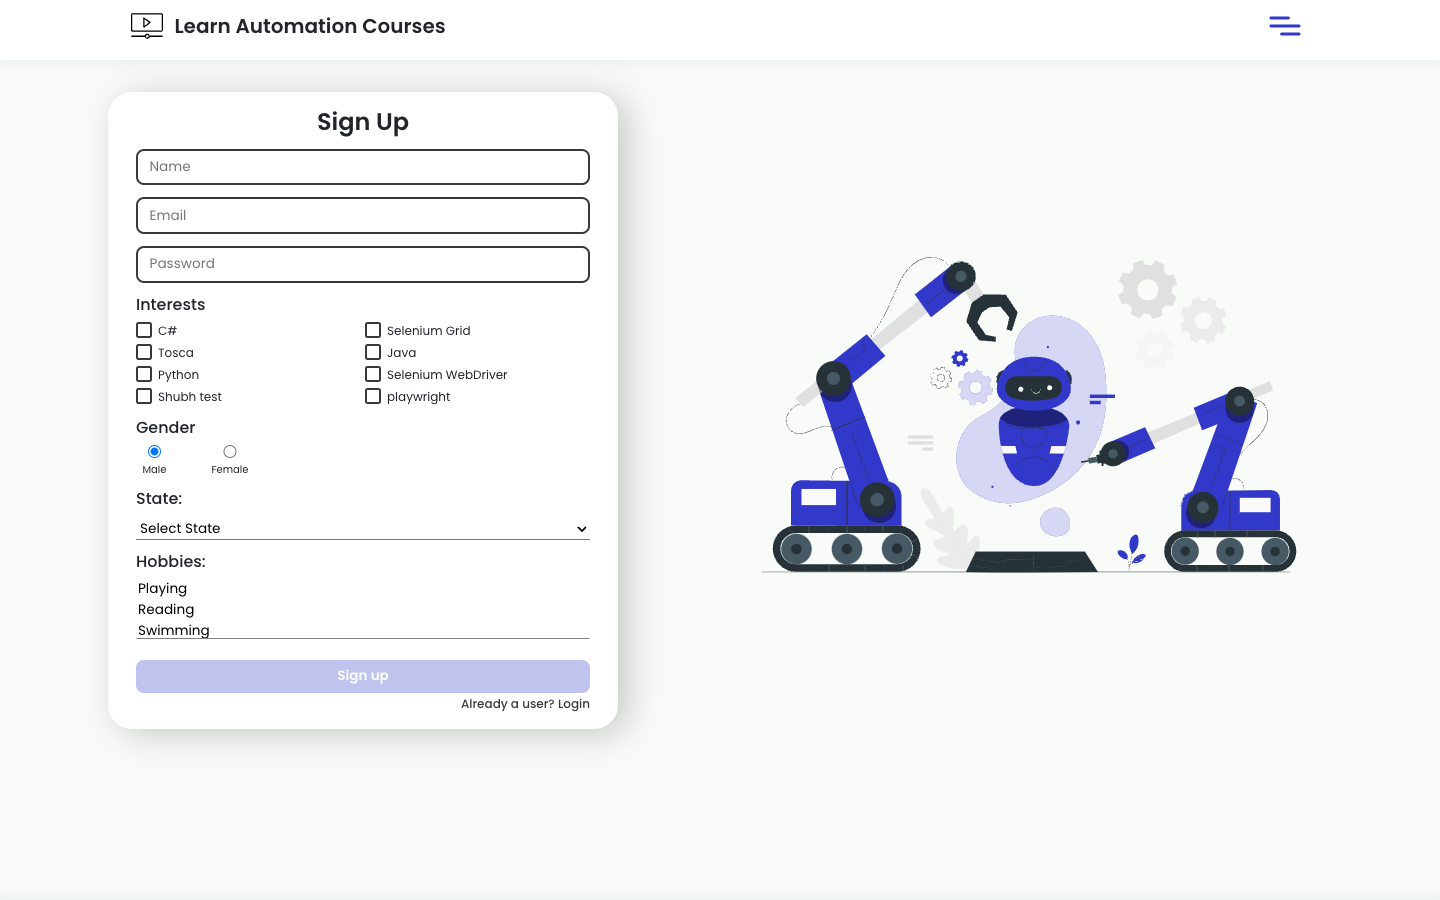 Learn Automation Courses
Sign Up
Name
Email
Password
Interests
C#
Selenium Grid
Tosca
Java
Python
Selenium WebDriver
Shubh test
playwright
Gender
Male
Female
State:
Select State
Hobbies:
Playing
Reading
Swimming
Sign up
Already a user? Login